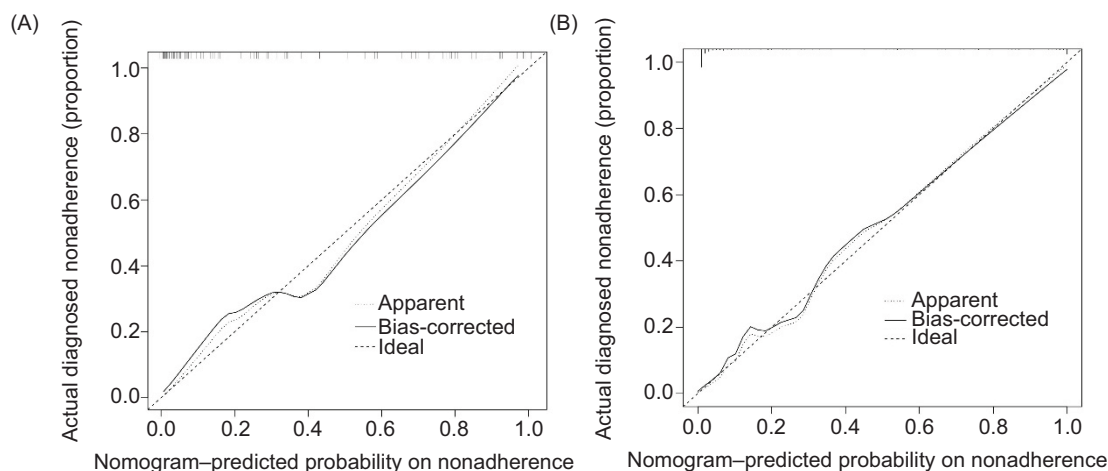 (A)
Actual diagnosed nonadherence (proportion)
1.0
0.8
0.6
0.4
0.2
0.0
Apparent
Bias-corrected
Ideal
0.0 0.2 0.4 0.6 0.8 1.0
Nomogram–predicted probability on nonadherence
(B)
Actual diagnosed nonadherence (proportion)
1.0
0.8
0.6
0.4
0.2
0.0
Apparent
Bias-corrected
Ideal
0.0 0.2 0.4 0.6 0.8 1.0
Nomogram–predicted probability on nonadherence